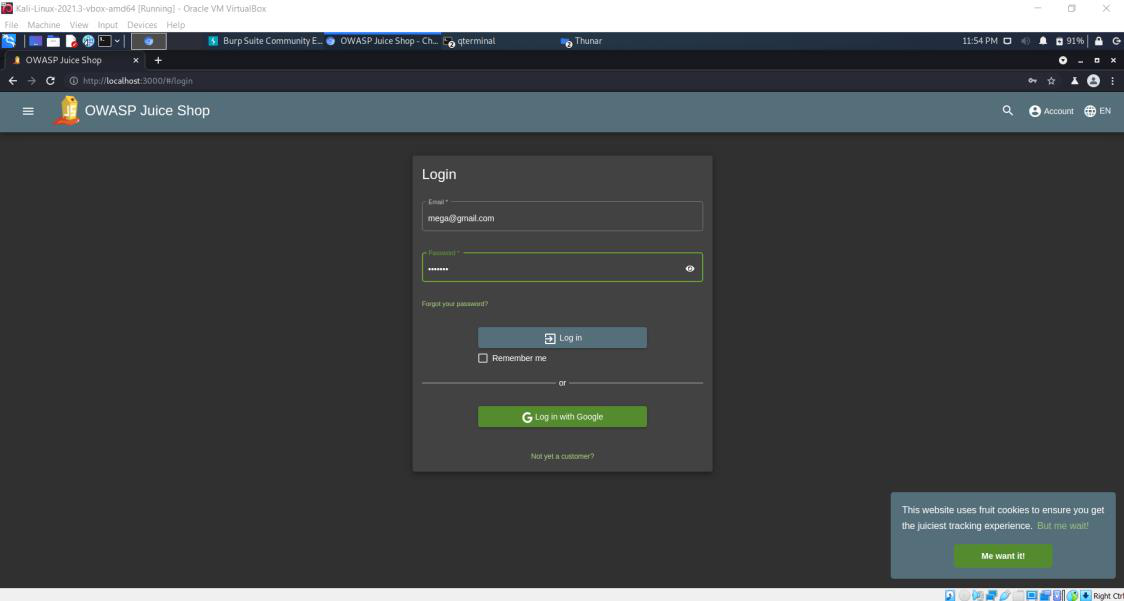 Kali-Linux-2021.3-vbox-amd64 [Running] - Oracle VM VirtualBox
File Machine View Input Devices Help
Burp Suite Community E... OWASP Juice Shop - Ch... qterminal Thunar 11:54 PM 91%
OWASP Juice Shop
http://localhost:3000/#/login
OWASP Juice Shop Account EN
Login
Email *
mega@gmail.com
Password *
•••••••
Forgot your password?
Log in
Remember me
or
Log in with Google
Not yet a customer?
This website uses fruit cookies to ensure you get
the juiciest tracking experience. But me wait!
Me want it!
Right Ctrl